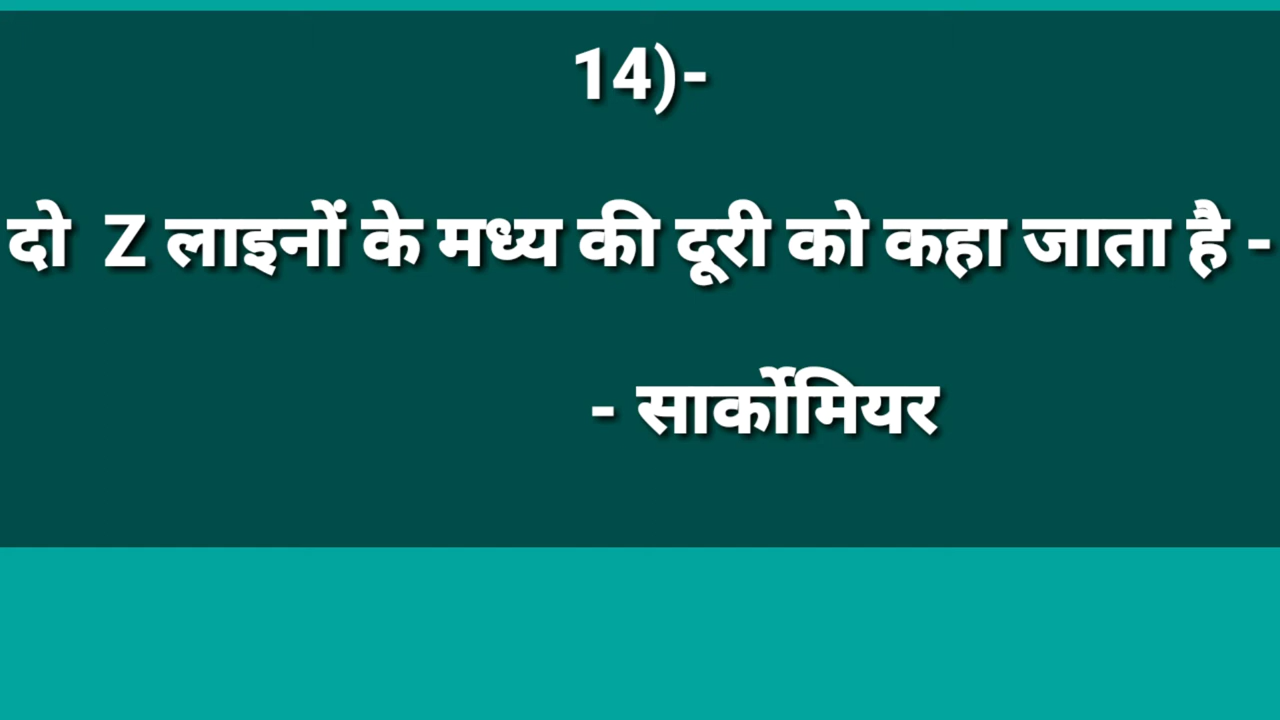 14)-
दो Z लाइनों के मध्य की दूरी को कहा जाता है -
- सार्कोमियर